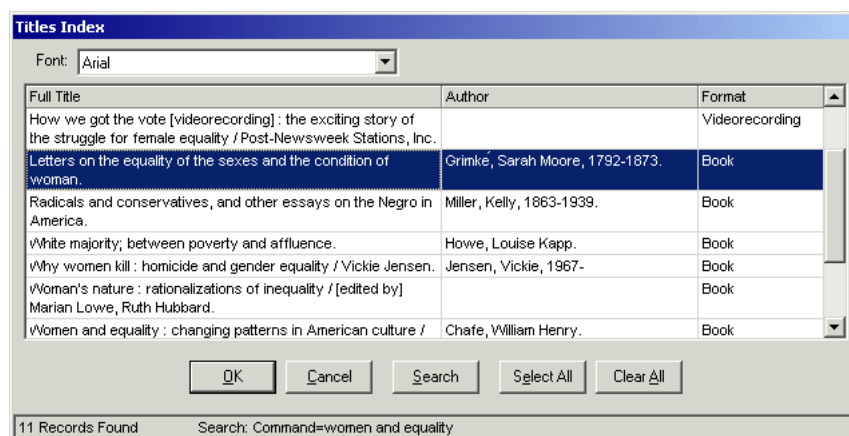 Titles Index
Font: Arial
Full Title Author Format
How we got the vote [videorecording] : the exciting story of Videorecording
the struggle for female equality / Post-Newsweek Stations, Inc.
Letters on the equality of the sexes and the condition of Grimké, Sarah Moore, 1792-1873. Book
woman.
Radicals and conservatives, and other essays on the Negro in Miller, Kelly, 1863-1939. Book
America.
White majority; between poverty and affluence. Howe, Louise Kapp. Book
Why women kill : homicide and gender equality / Vickie Jensen. Jensen, Vickie, 1967- Book
Woman's nature : rationalizations of inequality / [edited by] Book
Marian Lowe, Ruth Hubbard.
Women and equality : changing patterns in American culture / Chafe, William Henry. Book
OK Cancel Search Select All Clear All
11 Records Found Search: Command=women and equality